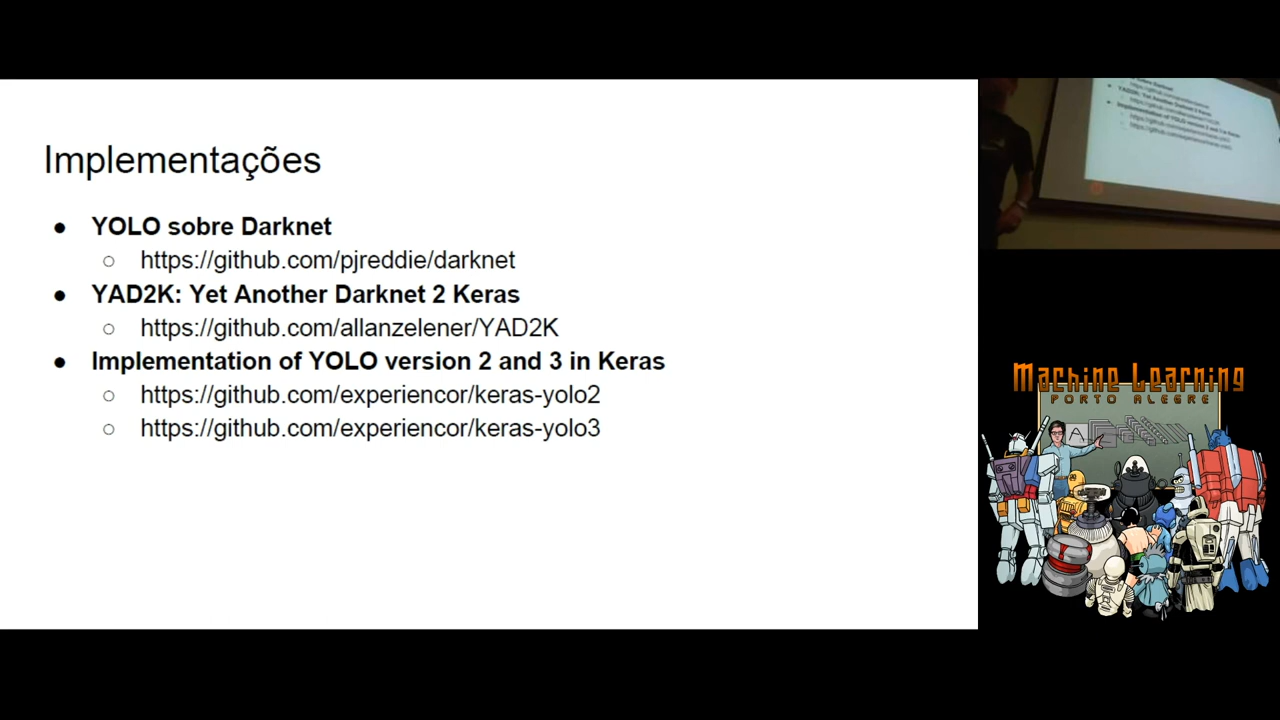 Implementações
● YOLO sobre Darknet
○ https://github.com/pjreddie/darknet
● YAD2K: Yet Another Darknet 2 Keras
○ https://github.com/allanzelener/YAD2K
● Implementation of YOLO version 2 and 3 in Keras
○ https://github.com/experiencor/keras-yolo2
○ https://github.com/experiencor/keras-yolo3
Machine Learning
PORTO ALEGRE
A